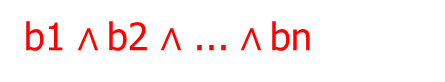 b1 ∧ b2 ∧ ... ∧ bn